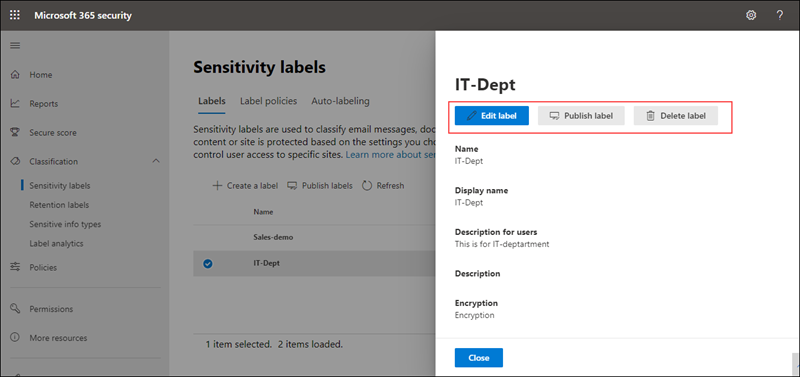 Microsoft 365 security
?
Home
Reports
Secure score
Classification
Sensitivity labels
Retention labels
Sensitive info types
Label analytics
Policies
Permissions
More resources
Sensitivity labels
Labels Label policies Auto-labeling
Sensitivity labels are used to classify email messages, doc
content or site is protected based on the settings you cho
control user access to specific sites. Learn more about sen
Create a label Publish labels Refresh
Name
Sales-demo
IT-Dept
1 item selected. 2 items loaded.
IT-Dept
Edit label Publish label Delete label
Name
IT-Dept
Display name
IT-Dept
Description for users
This is for IT-deptartment
Description
Encryption
Encryption
Close